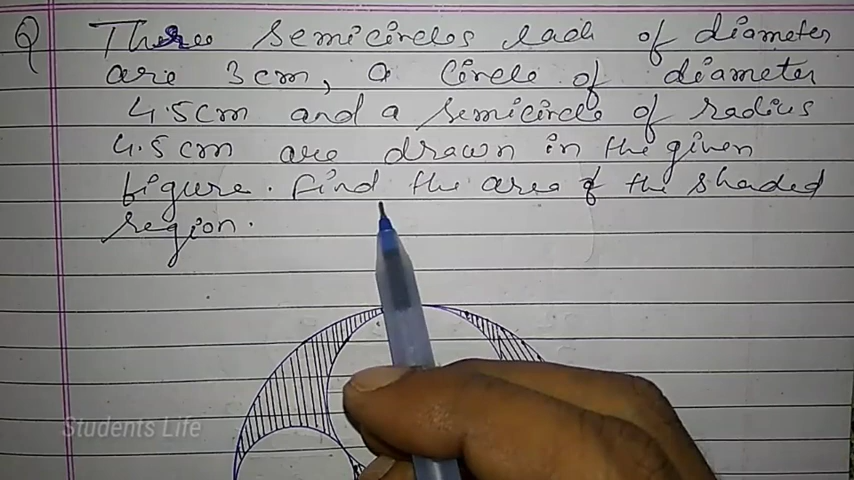 Q Three semicircles each of diameter
are 3cm, a circle of diameter
4.5cm and a semicircle of radius
4.5cm are drawn in the given
figure. Find the area of the shaded
region.
Students Life